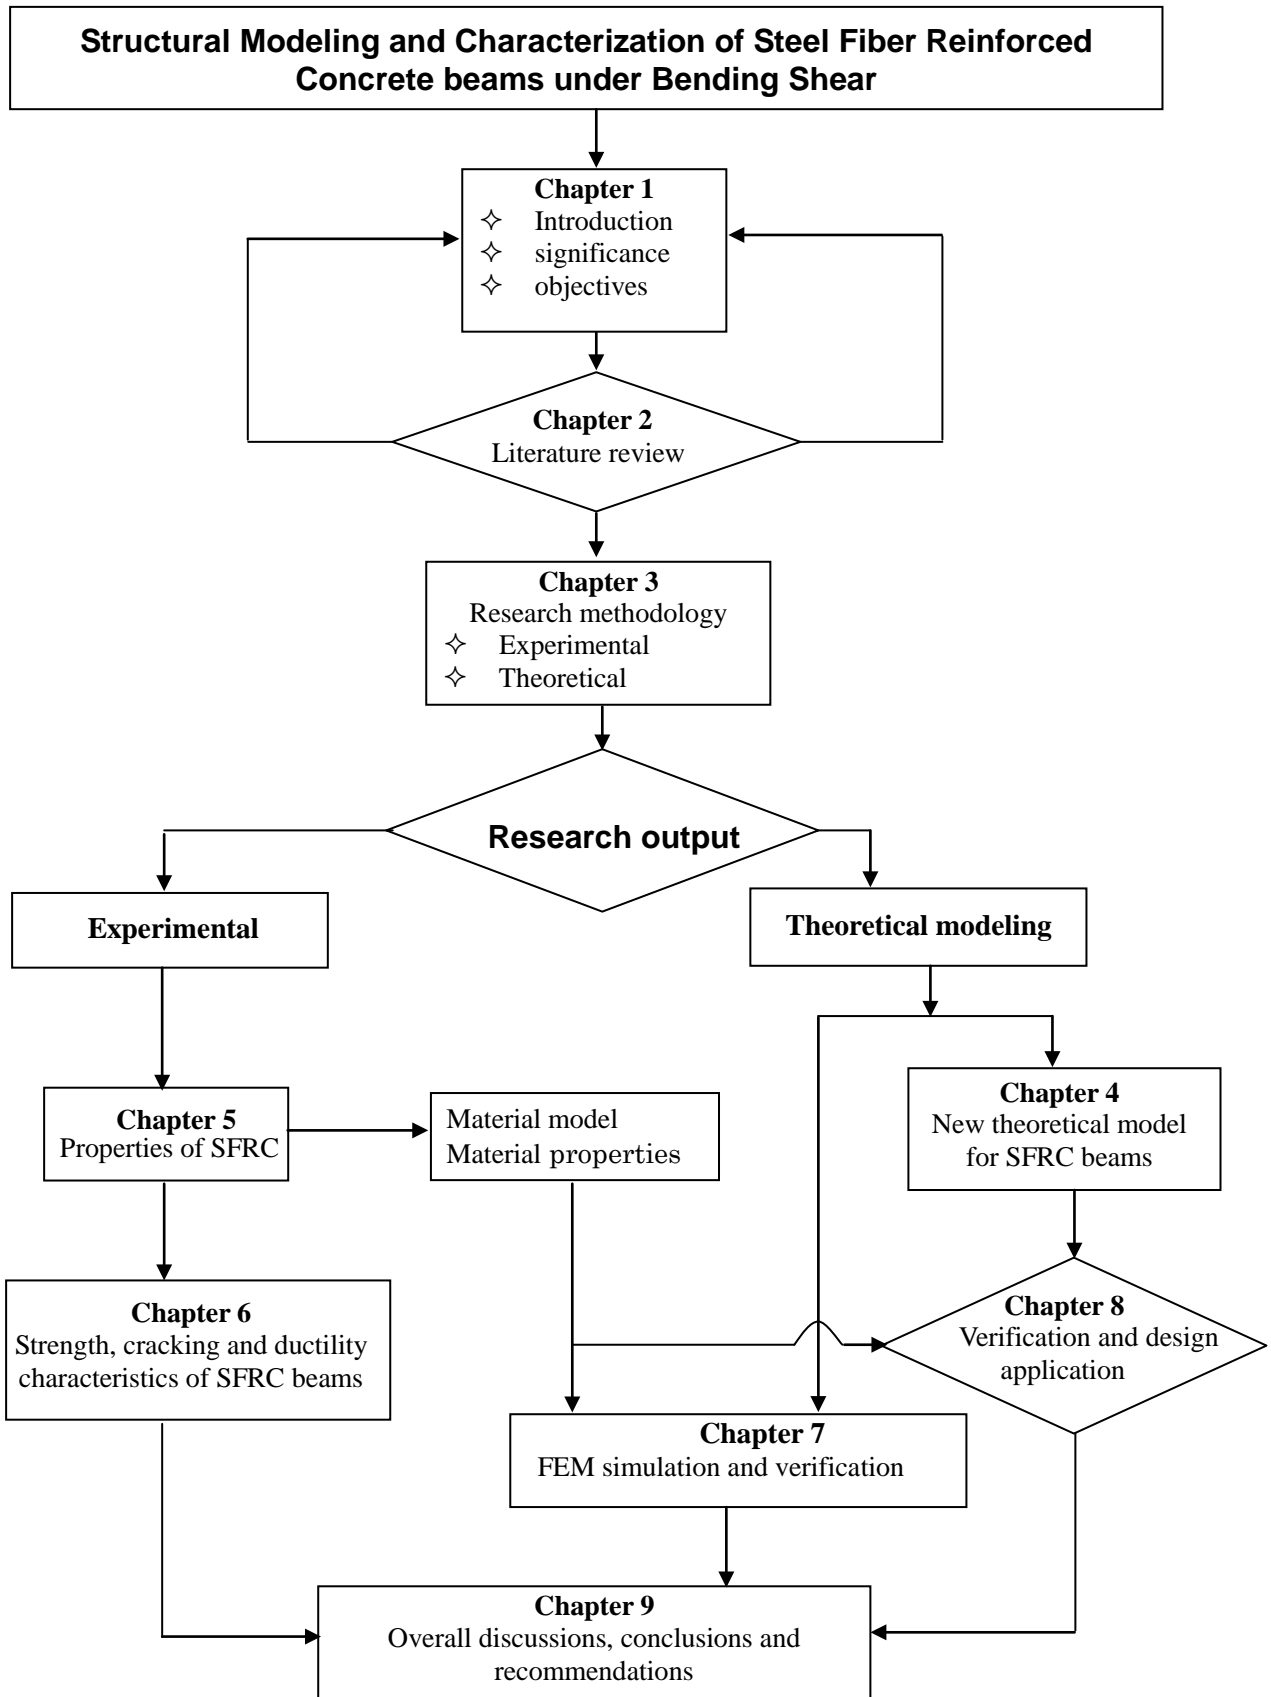 Structural Modeling and Characterization of Steel Fiber Reinforced
Concrete beams under Bending Shear
Chapter 1
✧ Introduction
✧ significance
✧ objectives
Chapter 2
Literature review
Chapter 3
Research methodology
✧ Experimental
✧ Theoretical
Research output
Experimental
Theoretical modeling
Chapter 5
Properties of SFRC
Material model
Material properties
Chapter 4
New theoretical model
for SFRC beams
Chapter 6
Strength, cracking and ductility
characteristics of SFRC beams
Chapter 8
Verification and design
application
Chapter 7
FEM simulation and verification
Chapter 9
Overall discussions, conclusions and
recommendations